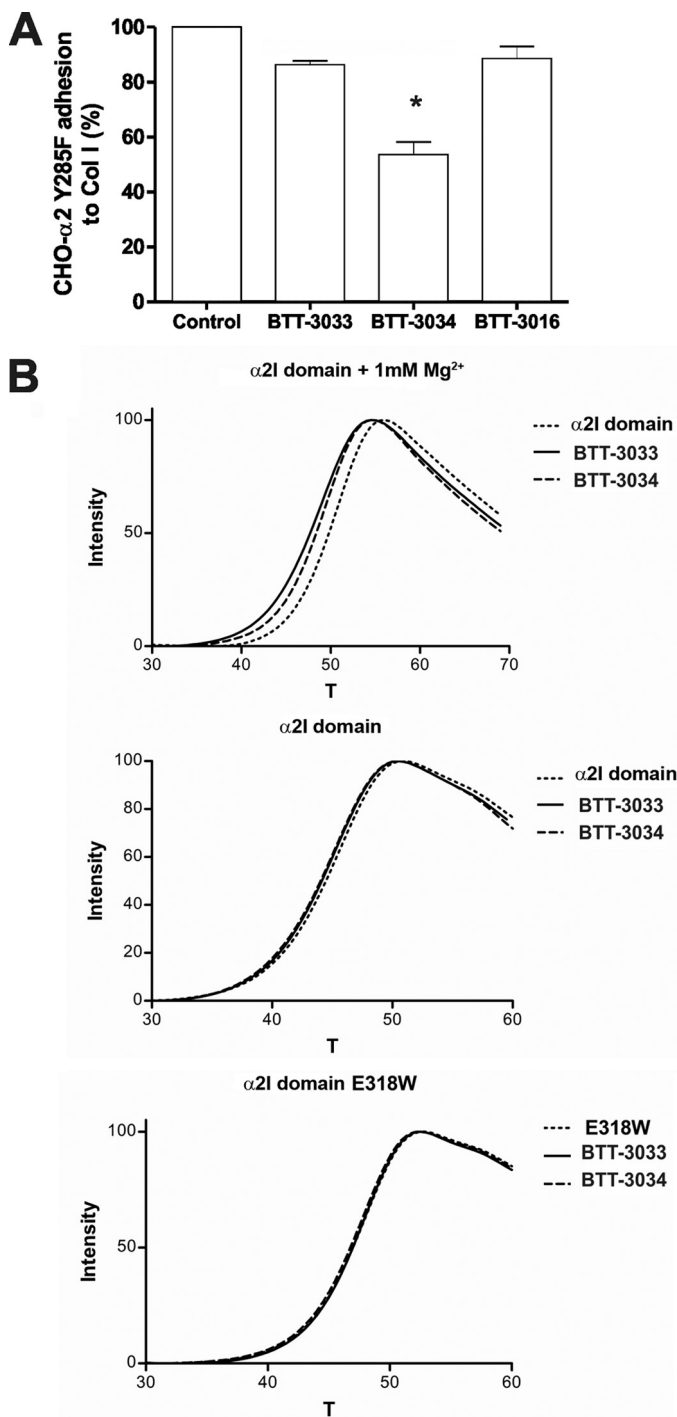 A
CHO-α2 Y285F adhesion
to Col I (%)
100
80
60
40
20
0
*
Control
BTT-3033
BTT-3034
BTT-3016
B
α2I domain + 1mM Mg²⁺
Intensity
100
50
0
30
40
50
60
70
T
α2I domain
BTT-3033
BTT-3034
α2I domain
Intensity
100
80
60
40
20
0
30
40
50
60
T
α2I domain
BTT-3033
BTT-3034
α2I domain E318W
Intensity
100
50
0
30
40
50
60
T
E318W
BTT-3033
BTT-3034